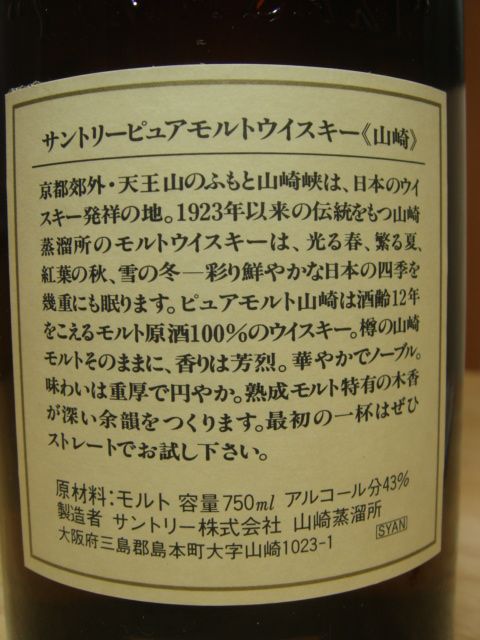 サントリーピュアモルトウイスキー《山崎》
京都郊外・天王山のふもと山崎峡は、日本のウイ
スキー発祥の地。1923年以来の伝統をもつ山崎
蒸溜所のモルトウイスキーは、光る春、繁る夏、
紅葉の秋、雪の冬—彩り鮮やかな日本の四季を
幾重にも眠ります。ピュアモルト山崎は酒齢12年
をこえるモルト原酒100%のウイスキー。樽の山崎
モルトそのままに、香りは芳烈。華やかでノーブル。
味わいは重厚で円やか。熟成モルト特有の木香
が深い余韻をつくります。最初の一杯はぜひ
ストレートでお試し下さい。
原材料:モルト 容量750ml アルコール分43%
製造者 サントリー株式会社 山崎蒸溜所
大阪府三島郡島本町大字山崎1023-1
SYAN